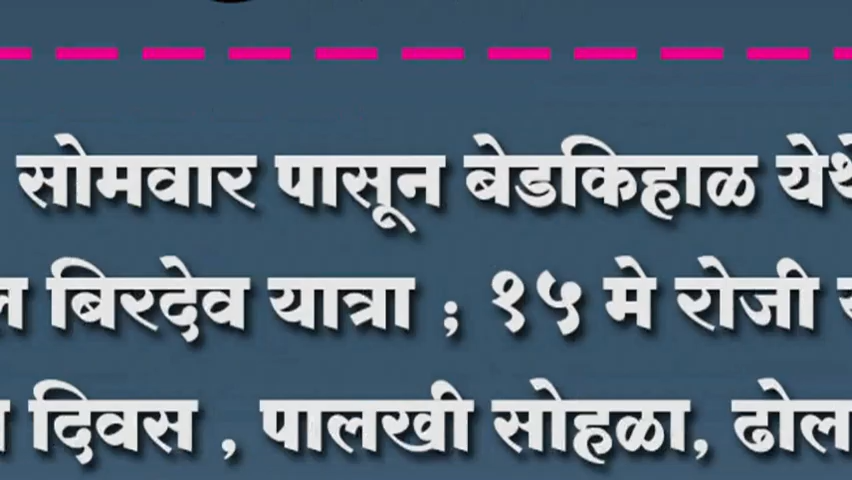 सोमवार पासून बेडकिहाळ येथे
बिरदेव यात्रा ; १५ मे रोजी
दिवस , पालखी सोहळा, ढोल